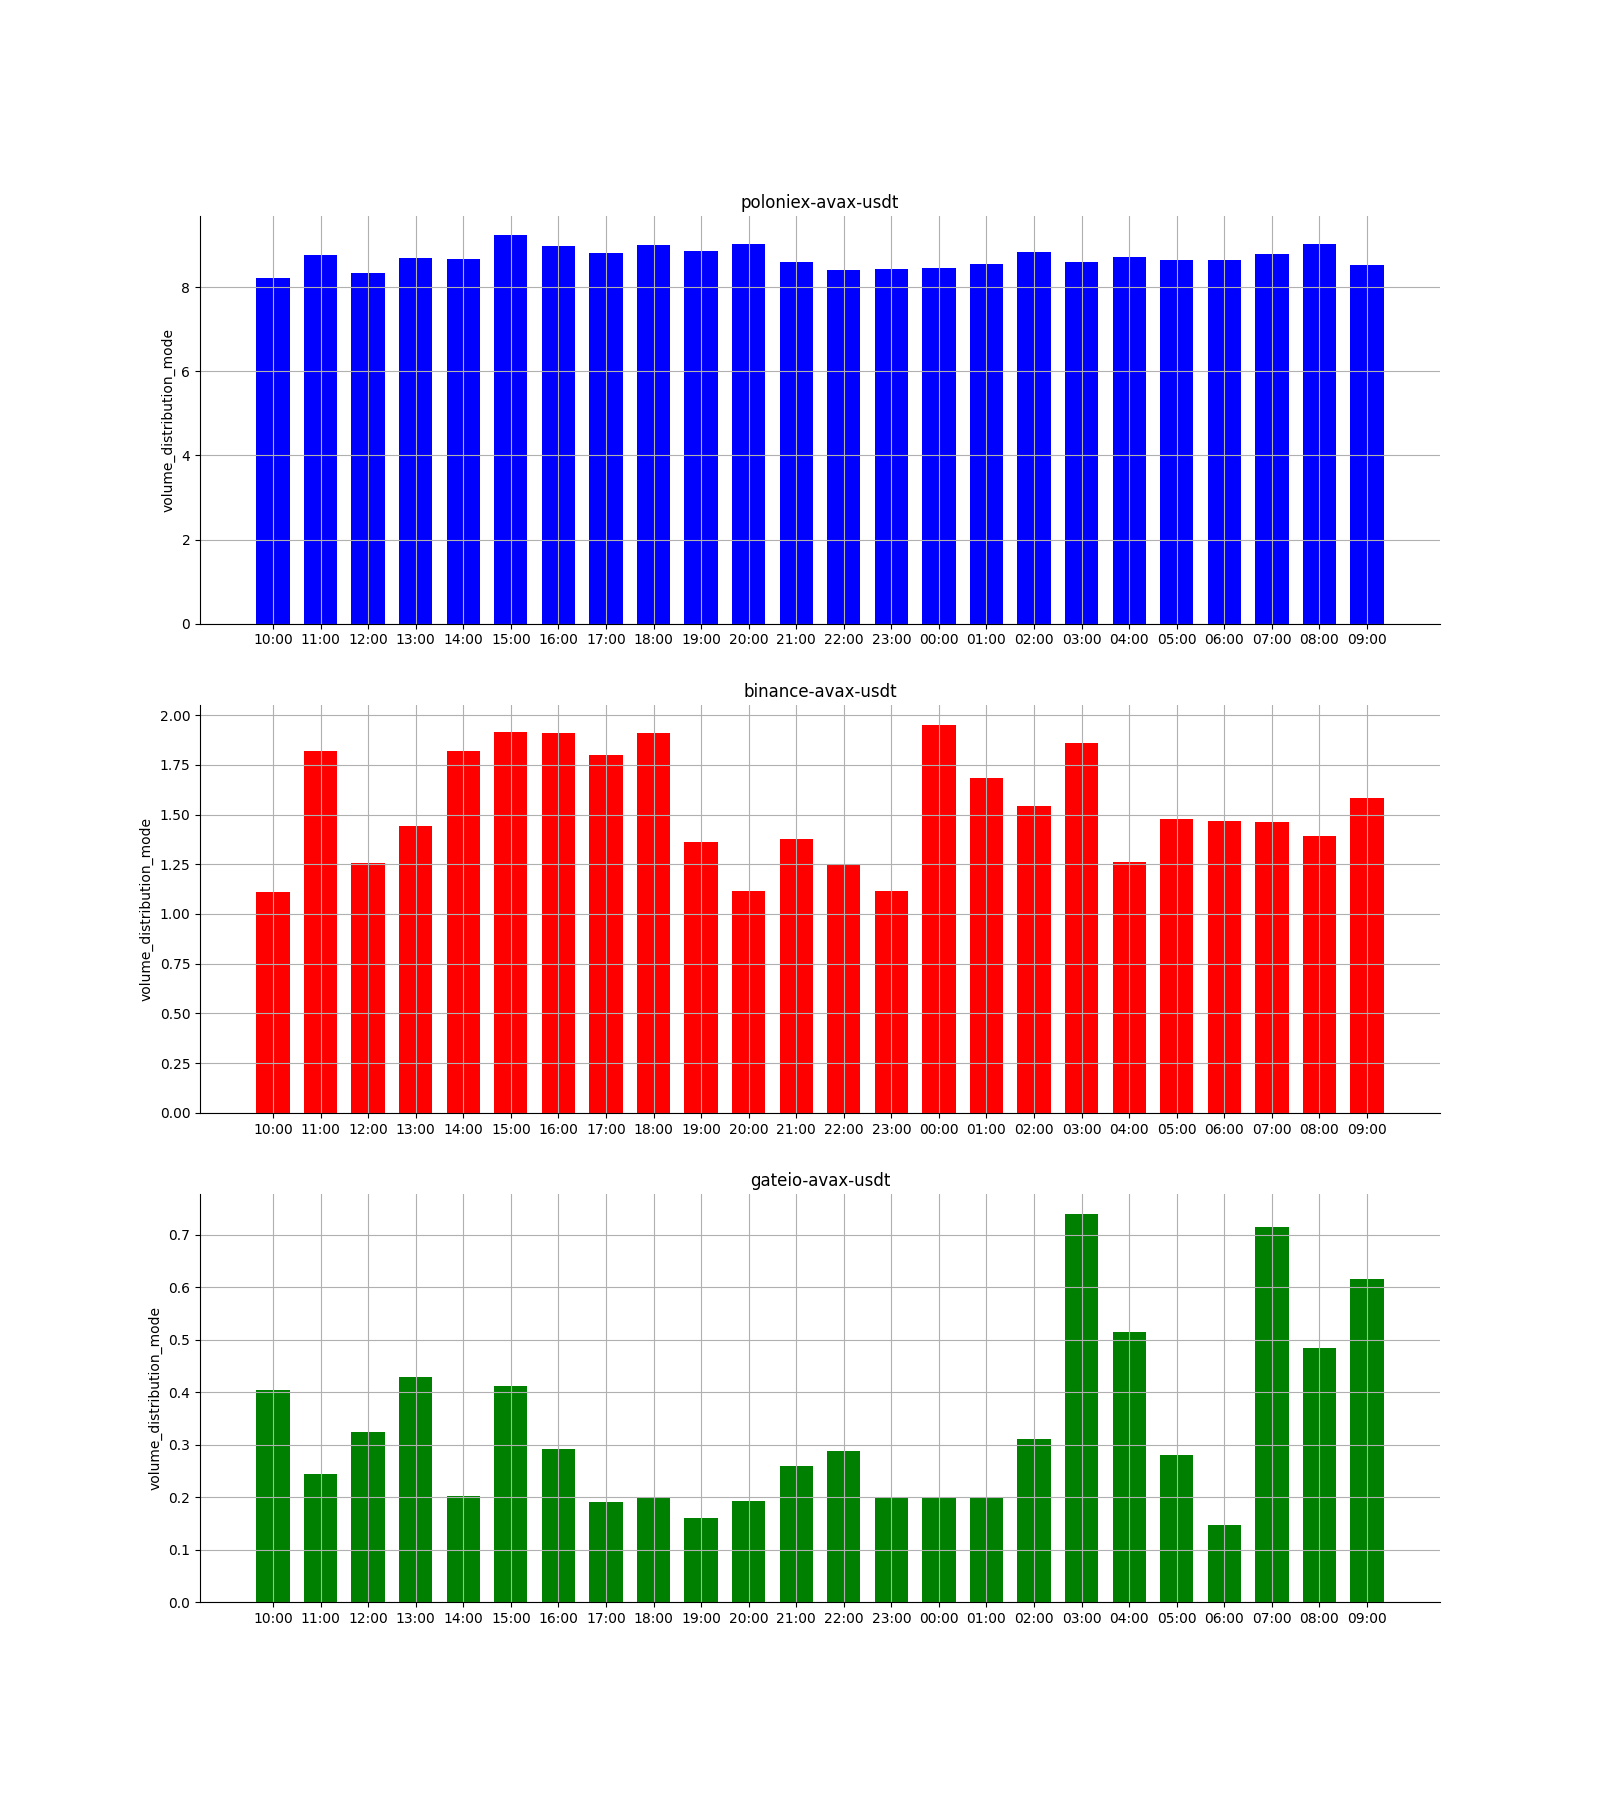 poloniex-avax-usdt
volume_distribution_mode
8
6
4
2
0
10:00 11:00 12:00 13:00 14:00 15:00 16:00 17:00 18:00 19:00 20:00 21:00 22:00 23:00 00:00 01:00 02:00 03:00 04:00 05:00 06:00 07:00 08:00 09:00
binance-avax-usdt
volume_distribution_mode
2.00
1.75
1.50
1.25
1.00
0.75
0.50
0.25
0.00
10:00 11:00 12:00 13:00 14:00 15:00 16:00 17:00 18:00 19:00 20:00 21:00 22:00 23:00 00:00 01:00 02:00 03:00 04:00 05:00 06:00 07:00 08:00 09:00
gateio-avax-usdt
volume_distribution_mode
0.7
0.6
0.5
0.4
0.3
0.2
0.1
0.0
10:00 11:00 12:00 13:00 14:00 15:00 16:00 17:00 18:00 19:00 20:00 21:00 22:00 23:00 00:00 01:00 02:00 03:00 04:00 05:00 06:00 07:00 08:00 09:00